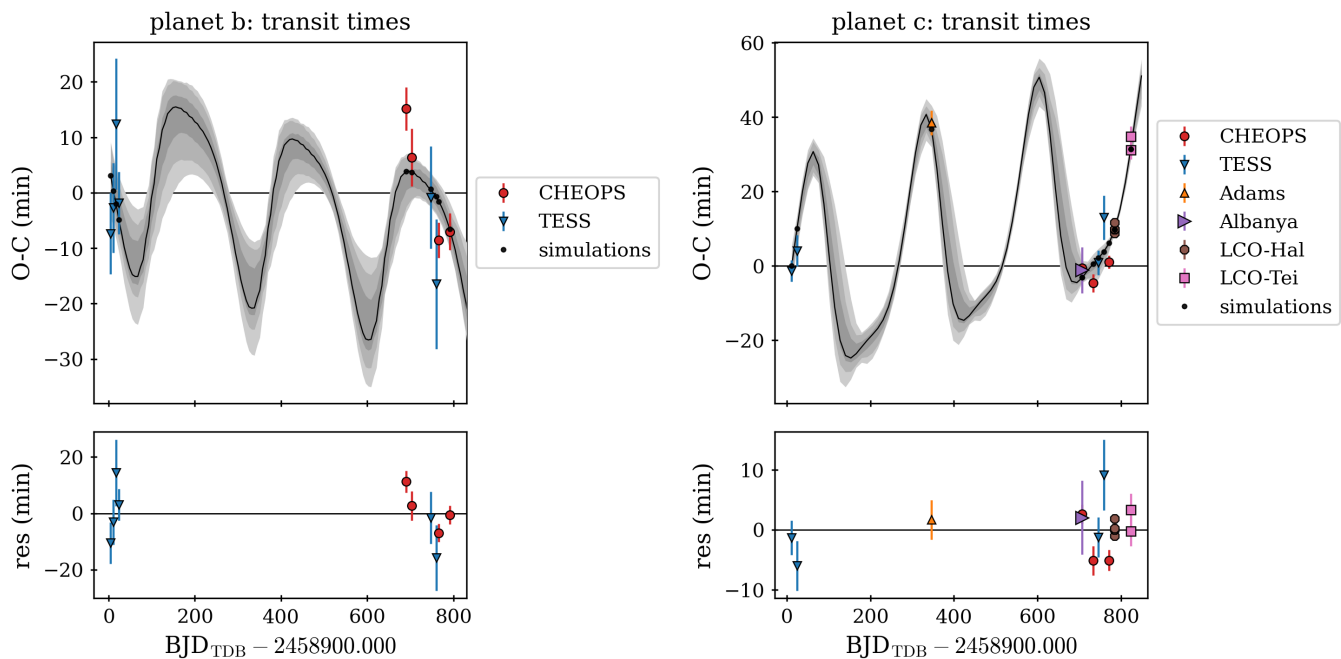 planet b: transit times
20
10
0
−10
−20
−30
O-C (min)
CHEOPS
TESS
simulations
20
0
−20
res (min)
0 200 400 600 800
BJD_TDB − 2458900.000
planet c: transit times
60
40
20
0
−20
O-C (min)
CHEOPS
TESS
Adams
Albanya
LCO-Hal
LCO-Tei
simulations
10
0
−10
res (min)
0 200 400 600 800
BJD_TDB − 2458900.000